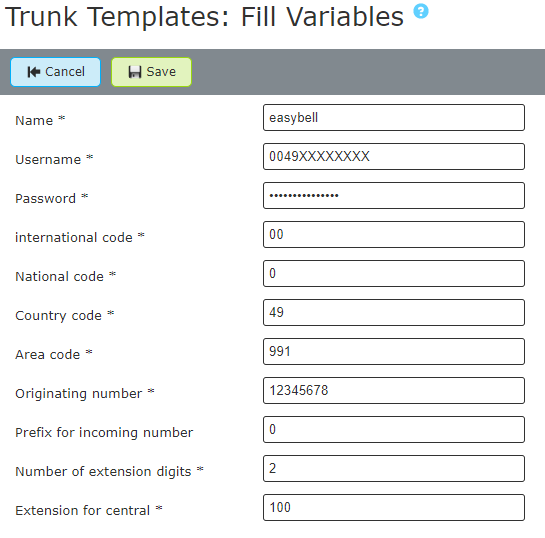 Trunk Templates: Fill Variables ?
Cancel Save
Name * easybell
Username * 0049XXXXXXXX
Password * •••••••••••••••
international code * 00
National code * 0
Country code * 49
Area code * 991
Originating number * 12345678
Prefix for incoming number 0
Number of extension digits * 2
Extension for central * 100